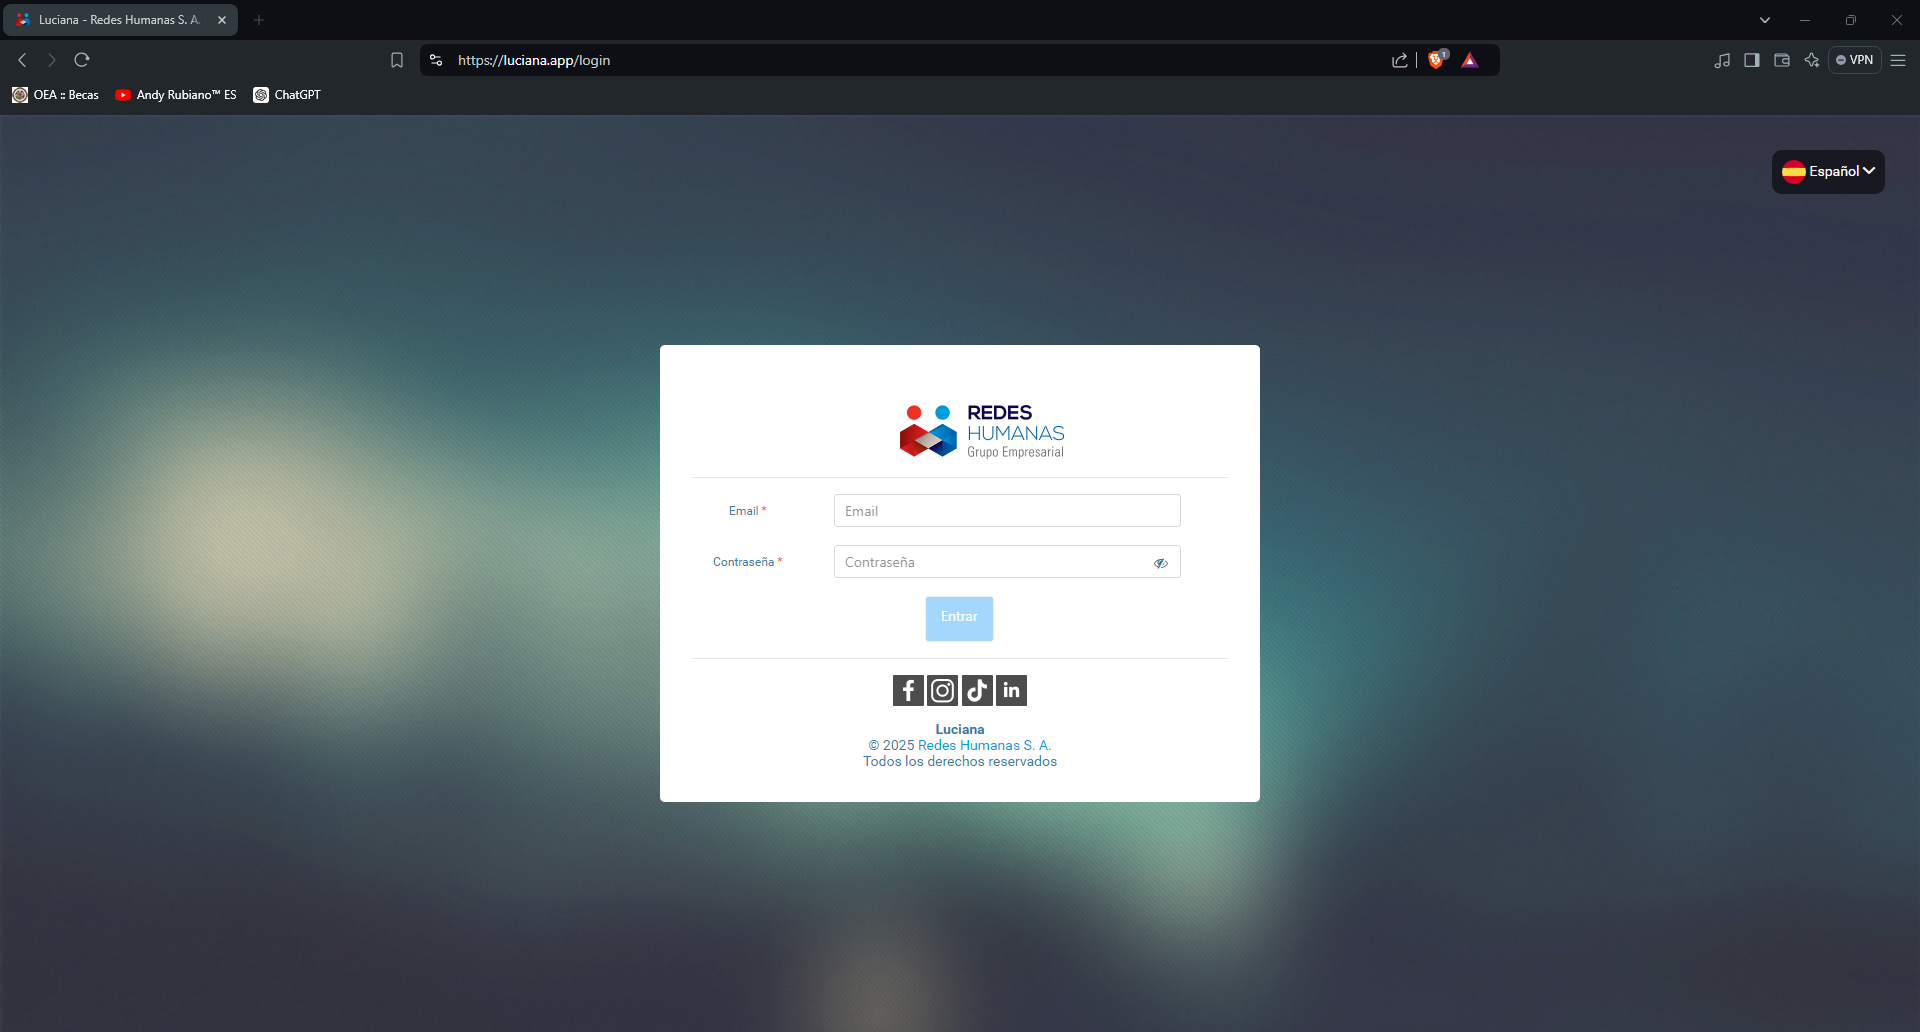 Luciana - Redes Humanas S. A.
https://luciana.app/login
1
VPN
OEA :: Becas
Andy Rubiano™ ES
ChatGPT
Español
REDES
HUMANAS
Grupo Empresarial
Email *
Email
Contraseña *
Contraseña
Entrar
Luciana
© 2025 Redes Humanas S. A.
Todos los derechos reservados